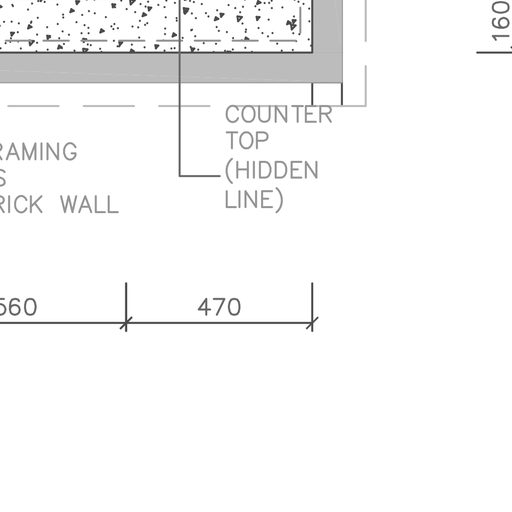 160
COUNTER
TOP
(HIDDEN
LINE)
RAMING
S
RICK WALL
560
470